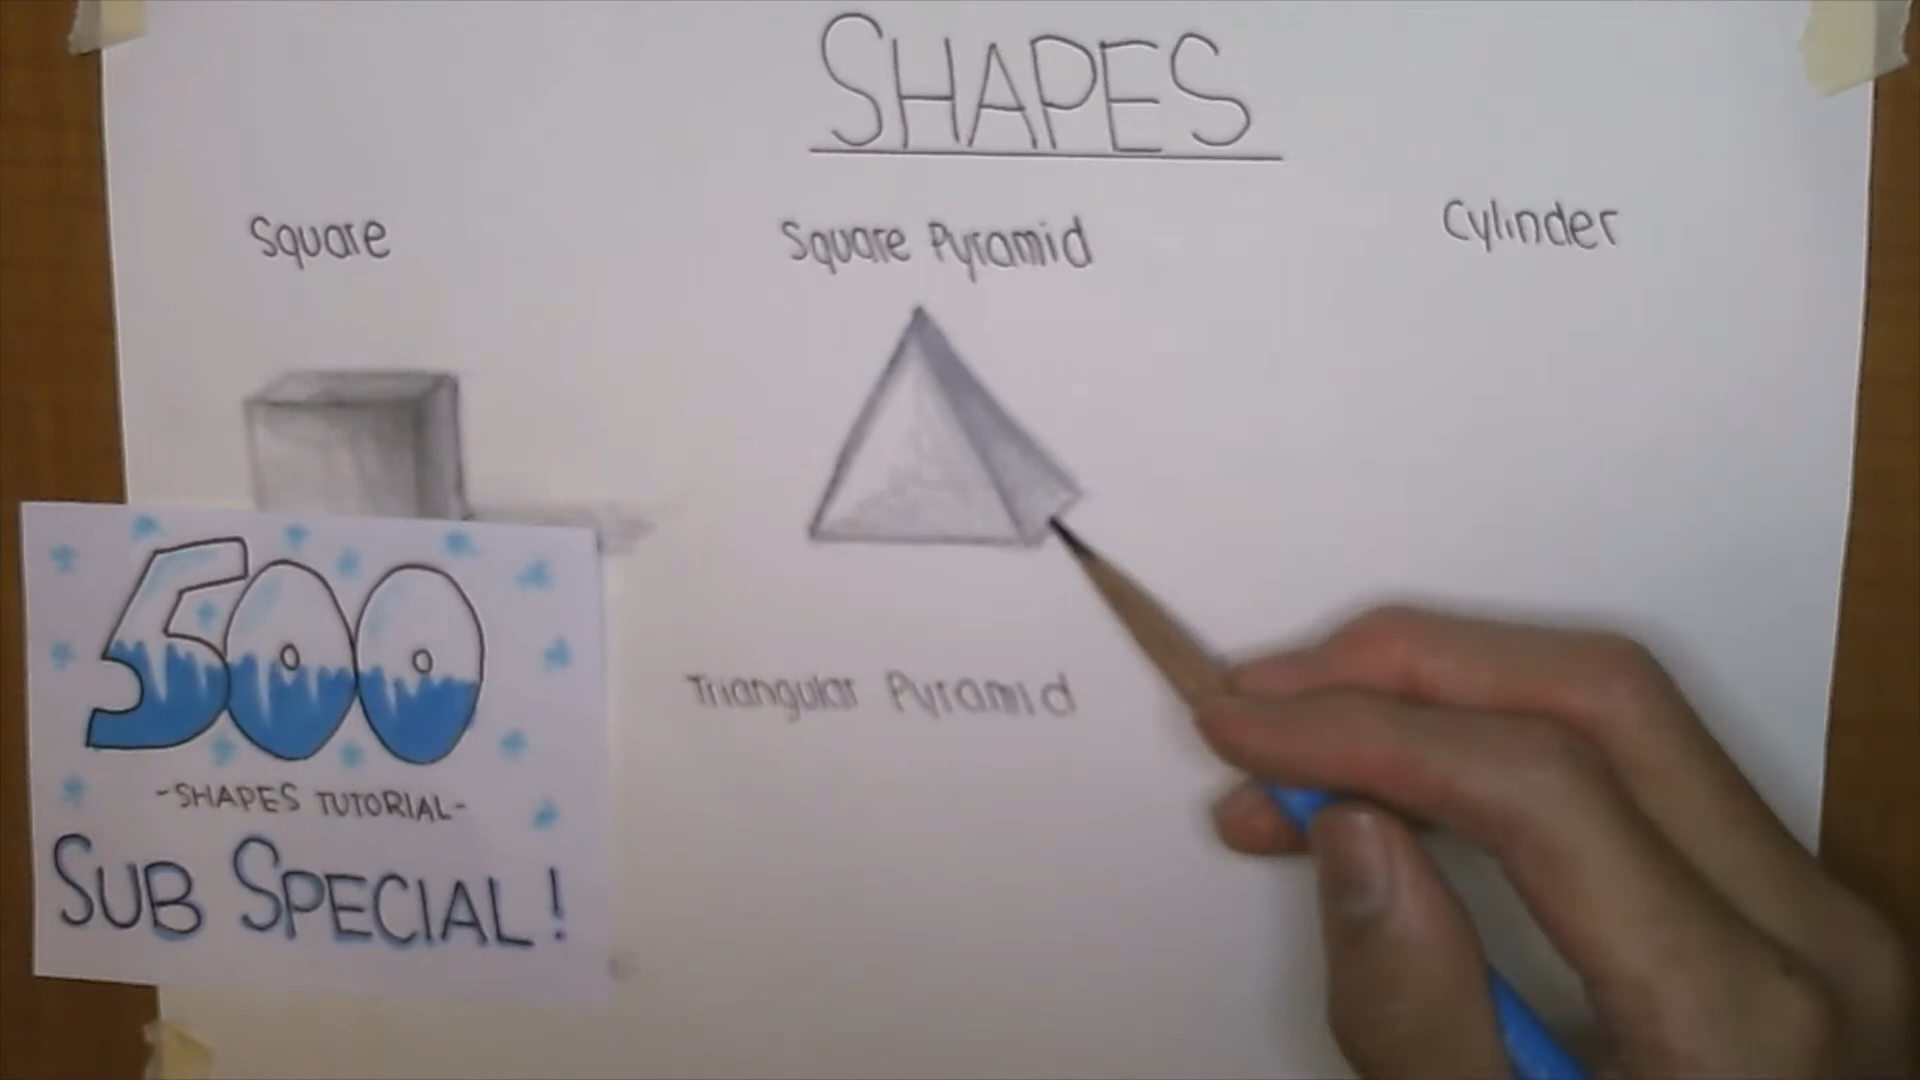 SHAPES
Square
Square Pyramid
Cylinder
Triangular Pyramid
500
-SHAPES TUTORIAL-
SUB SPECIAL!